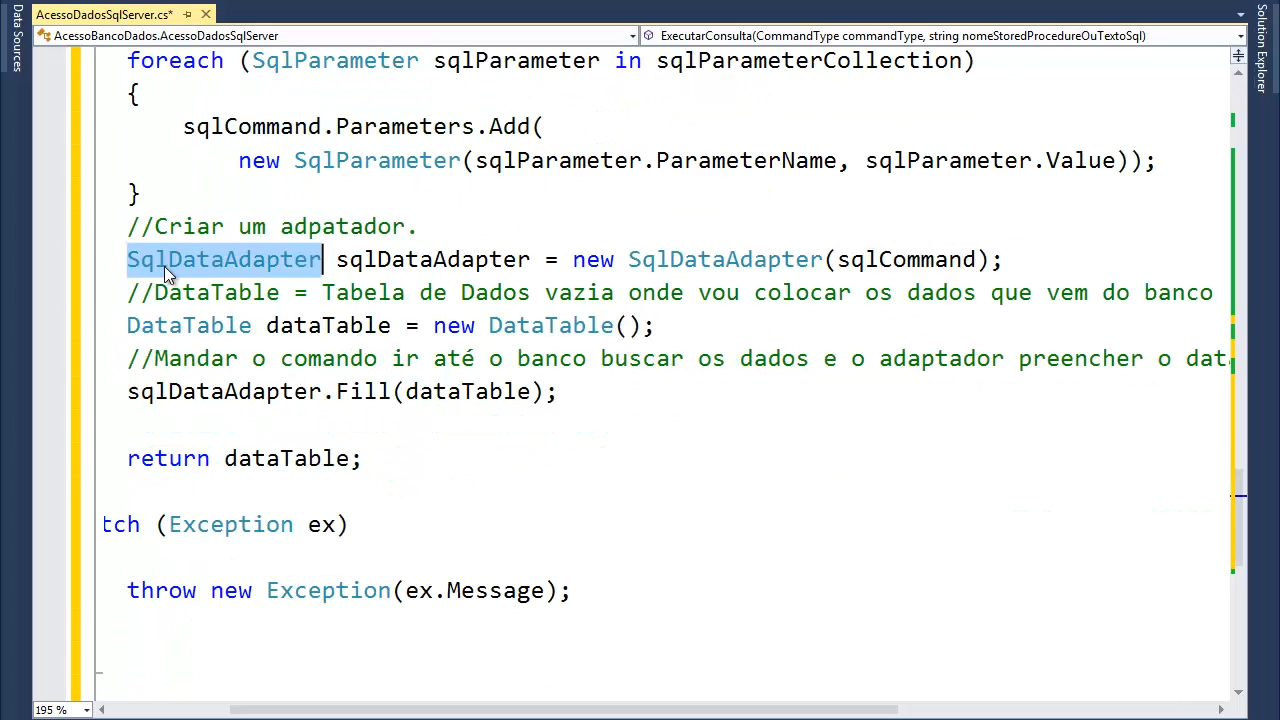 AcessoDadosSqlServer.cs*
AcessoBancoDados.AcessoDadosSqlServer
ExecutarConsulta(CommandType commandType, string nomeStoredProcedureOuTextoSql)
Data Sources
Solution Explorer
foreach (SqlParameter sqlParameter in sqlParameterCollection)
{
sqlCommand.Parameters.Add(
new SqlParameter(sqlParameter.ParameterName, sqlParameter.Value));
}
//Criar um adpatador.
SqlDataAdapter sqlDataAdapter = new SqlDataAdapter(sqlCommand);
//DataTable = Tabela de Dados vazia onde vou colocar os dados que vem do banco
DataTable dataTable = new DataTable();
//Mandar o comando ir até o banco buscar os dados e o adaptador preencher o dat
sqlDataAdapter.Fill(dataTable);
return dataTable;
tch (Exception ex)
throw new Exception(ex.Message);
195 %